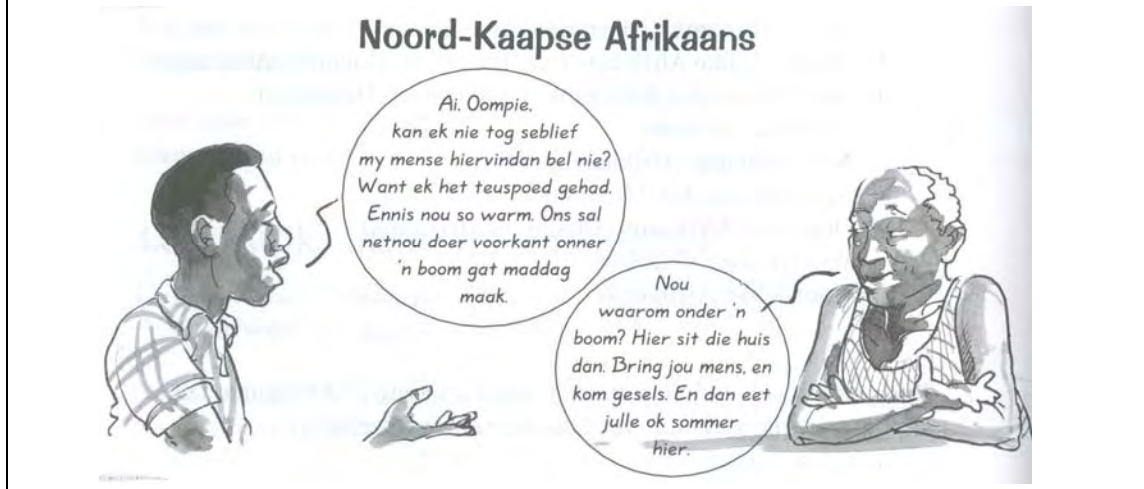 Noord-Kaapse Afrikaans
Ai. Oompie,
kan ek nie tog seblief
my mense hiervindan bel nie?
Want ek het teuspoed gehad.
Ennis nou so warm. Ons sal
netnou doer voorkant onner
'n boom gat maddag
maak.
Nou
waarom onder 'n
boom? Hier sit die huis
dan. Bring jou mens, en
kom gesels. En dan eet
julle ok sommer
hier.